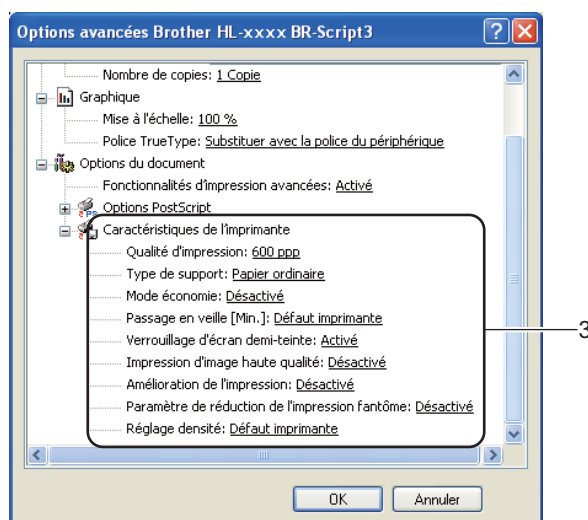 Options avancées Brother HL-xxxx BR-Script3
Nombre de copies: 1 Copie
Graphique
Mise à l'échelle: 100 %
Police TrueType: Substituer avec la police du périphérique
Options du document
Fonctionnalités d'impression avancées: Activé
Options PostScript
Caractéristiques de l'imprimante
Qualité d'impression: 600 ppp
Type de support: Papier ordinaire
Mode économie: Désactivé
Passage en veille [Min.]: Défaut imprimante
Verrouillage d'écran demi-teinte: Activé
Impression d'image haute qualité: Désactivé
Amélioration de l'impression: Désactivé
Paramètre de réduction de l'impression fantôme: Désactivé
Réglage densité: Défaut imprimante
3
OK
Annuler